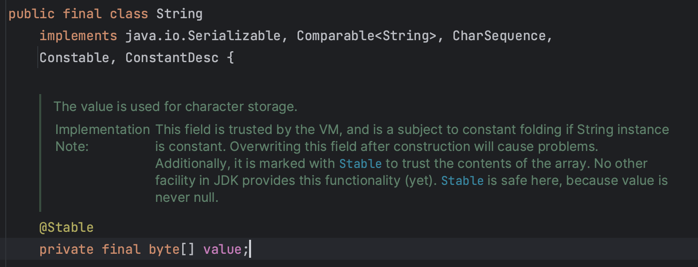 public final class String
implements java.io.Serializable, Comparable<String>, CharSequence,
Constable, ConstantDesc {
The value is used for character storage.
Implementation Note:
This field is trusted by the VM, and is a subject to constant folding if String instance
is constant. Overwriting this field after construction will cause problems.
Additionally, it is marked with Stable to trust the contents of the array. No other
facility in JDK provides this functionality (yet). Stable is safe here, because value is
never null.
@Stable
private final byte[] value;